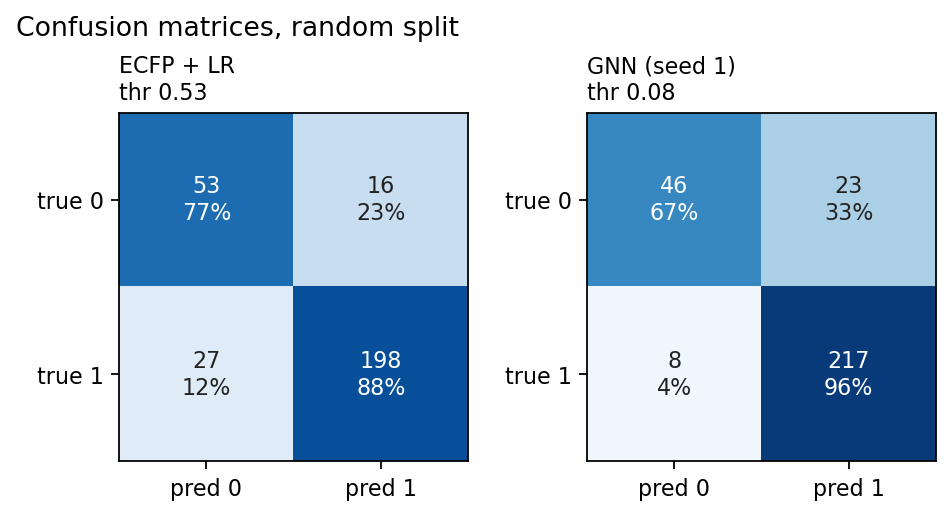 Confusion matrices, random split
ECFP + LR
thr 0.53
true 0
53
77%
16
23%
true 1
27
12%
198
88%
pred 0
pred 1
GNN (seed 1)
thr 0.08
true 0
46
67%
23
33%
true 1
8
4%
217
96%
pred 0
pred 1